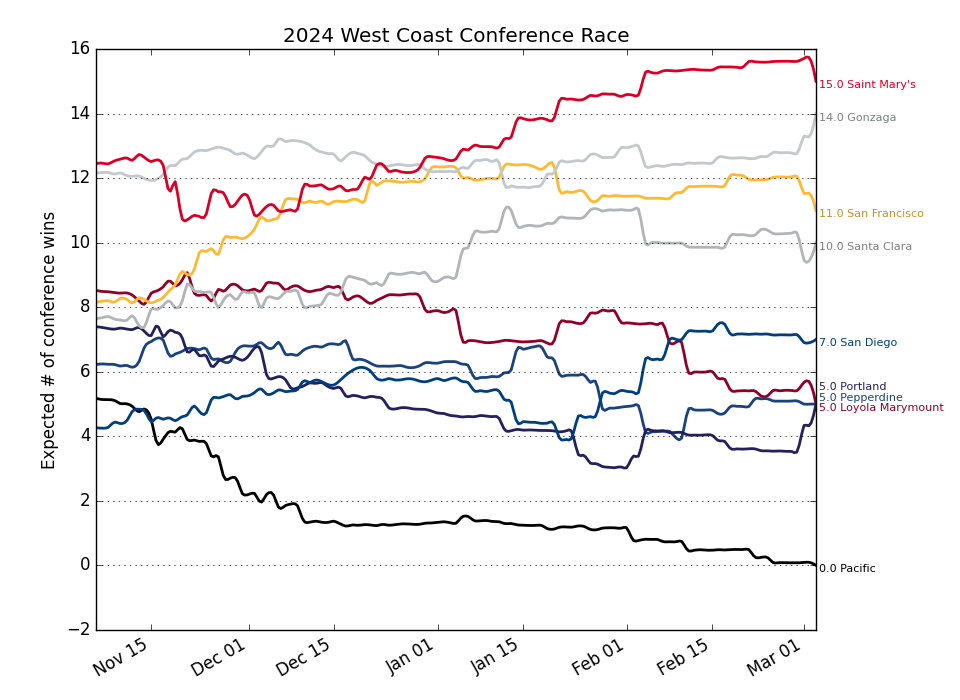 2024 West Coast Conference Race
Expected # of conference wins
16
14
12
10
8
6
4
2
0
−2
Nov 15
Dec 01
Dec 15
Jan 01
Jan 15
Feb 01
Feb 15
Mar 01
15.0 Saint Mary's
14.0 Gonzaga
11.0 San Francisco
10.0 Santa Clara
7.0 San Diego
5.0 Portland
5.0 Pepperdine
5.0 Loyola Marymount
0.0 Pacific